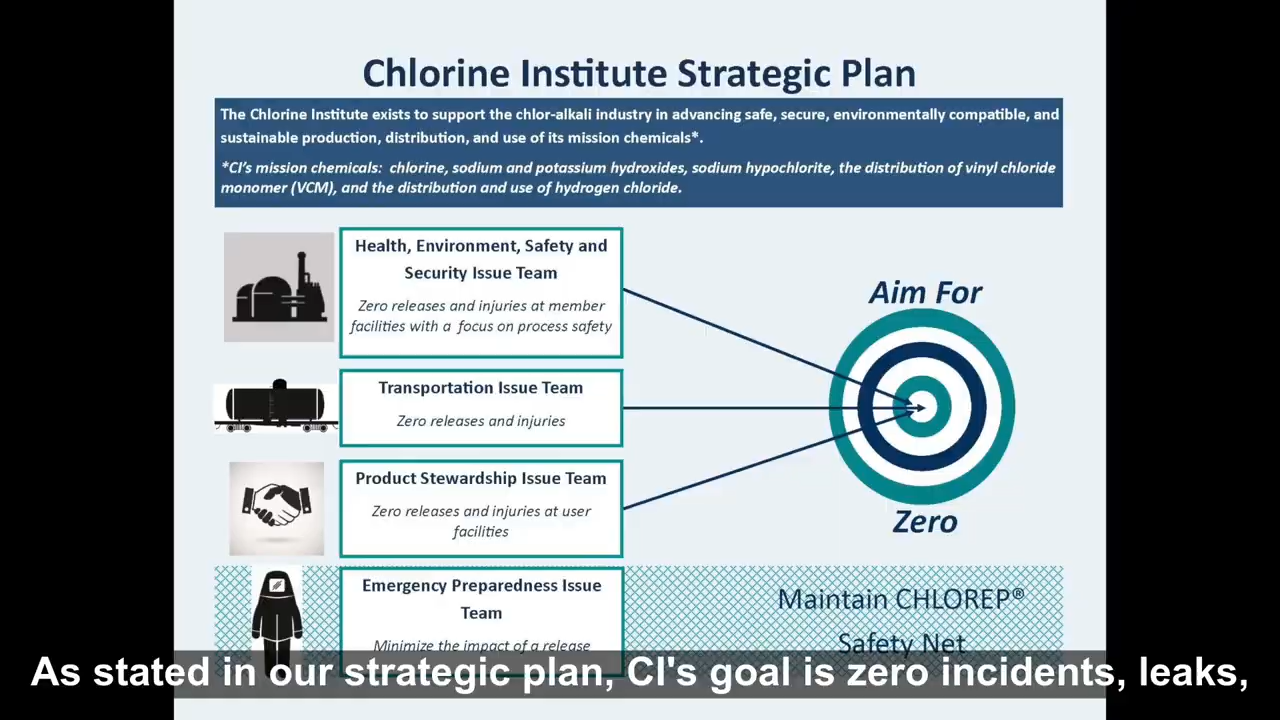 Chlorine Institute Strategic Plan
The Chlorine Institute exists to support the chlor-alkali industry in advancing safe, secure, environmentally compatible, and
sustainable production, distribution, and use of its mission chemicals*.
*CI's mission chemicals: chlorine, sodium and potassium hydroxides, sodium hypochlorite, the distribution of vinyl chloride
monomer (VCM), and the distribution and use of hydrogen chloride.
Health, Environment, Safety and
Security Issue Team
Zero releases and injuries at member
facilities with a focus on process safety
Transportation Issue Team
Zero releases and injuries
Product Stewardship Issue Team
Zero releases and injuries at user
facilities
Aim For
Zero
Emergency Preparedness Issue
Team
Minimize the impact of a release
Maintain CHLOREP®
Safety Net
As stated in our strategic plan, CI's goal is zero incidents, leaks,